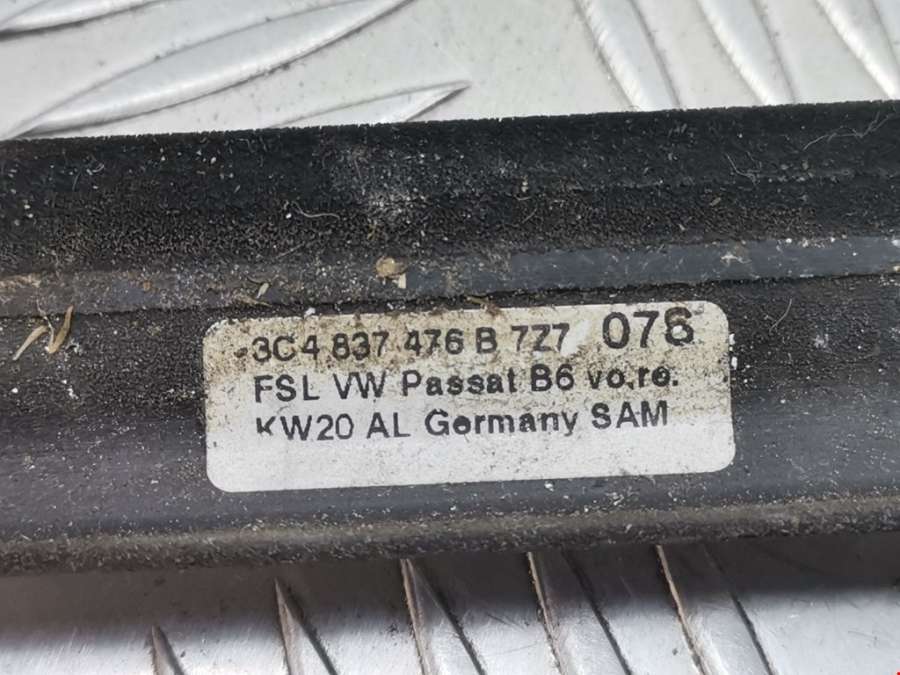 3C4 837 476 B 7Z7 076
FSL VW Passat B6 vo.re.
KW20 AL Germany SAM